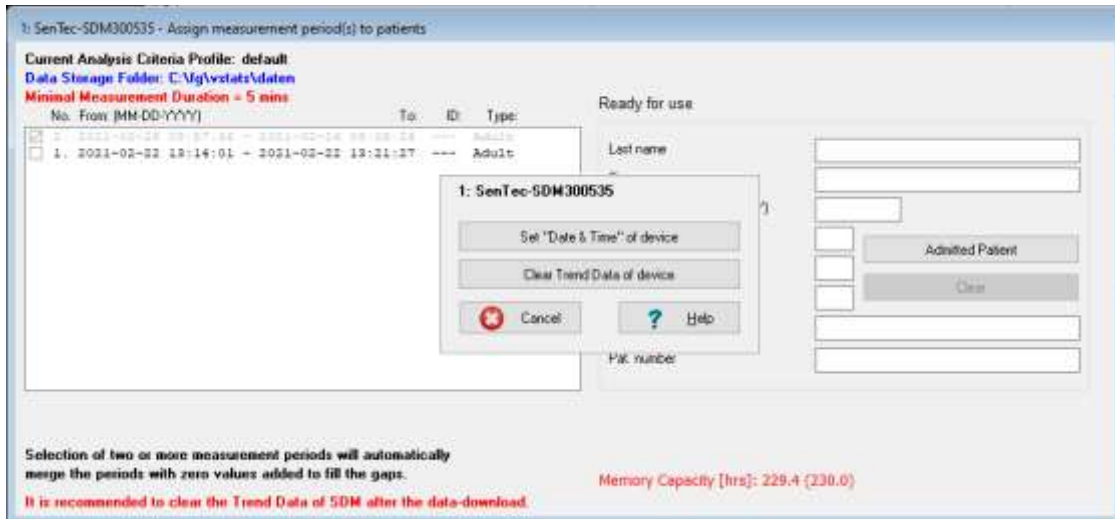 1: SenTec-SDM300535 - Assign measurement period(s) to patients
Current Analysis Criteria Profile: default
Data Storage Folder: C:\fg\vstats\daten
Minimal Measurement Duration = 5 mins
No. From: (MM-DD-YYYY) To: ID: Type:
Adult
1. 2021-02-22 13:14:01 - 2021-02-22 13:21:27 --- Adult
Ready for use
Last name
1: SenTec-SDM300535
Set "Date & Time" of device
Clear Trend Data of device
Cancel
Help
Admitted Patient
Clear
Pat. number
Selection of two or more measurement periods will automatically
merge the periods with zero values added to fill the gaps.
It is recommended to clear the Trend Data of SDM after the data-download.
Memory Capacity [hrs]: 229.4 (230.0)